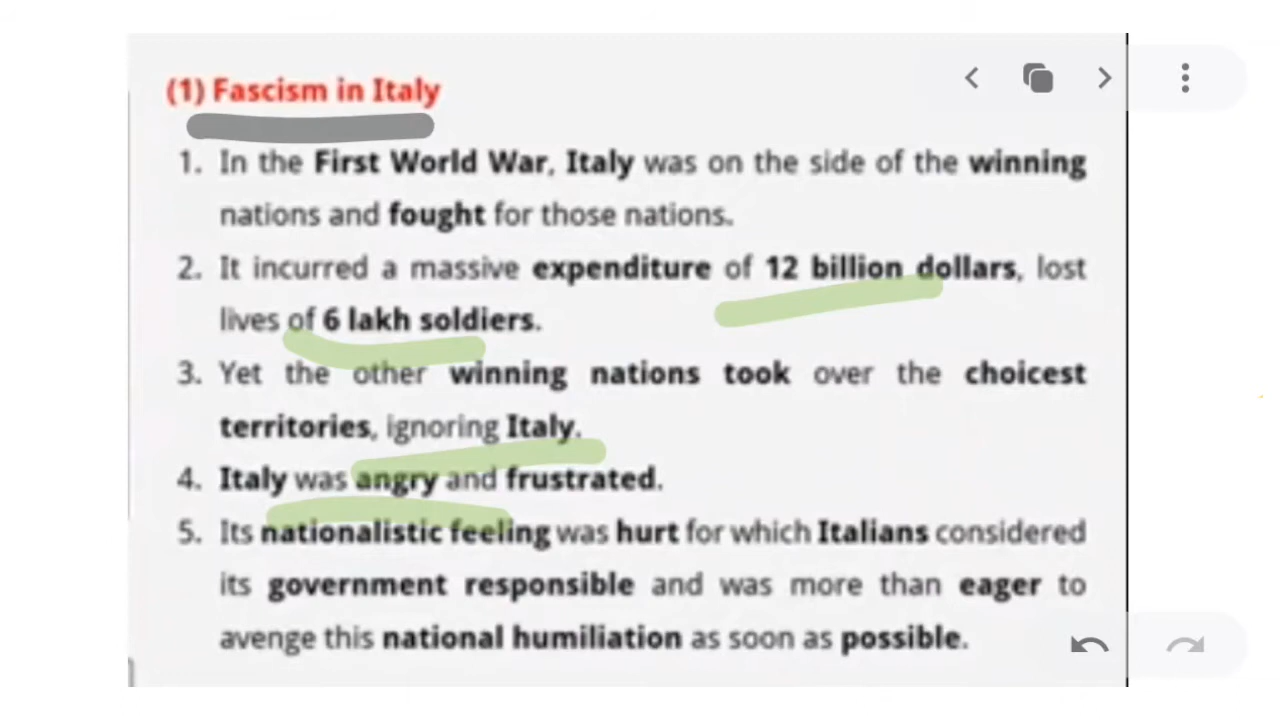 (1) Fascism in Italy
1. In the First World War, Italy was on the side of the winning
nations and fought for those nations.
2. It incurred a massive expenditure of 12 billion dollars, lost
lives of 6 lakh soldiers.
3. Yet the other winning nations took over the choicest
territories, ignoring Italy.
4. Italy was angry and frustrated.
5. Its nationalistic feeling was hurt for which Italians considered
its government responsible and was more than eager to
avenge this national humiliation as soon as possible.